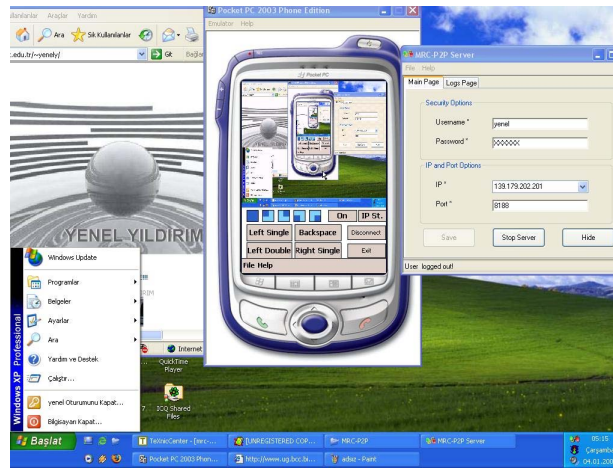 llanılanlar Araçlar Yardım
Ara Sık Kullanılanlar
.edu.tr/~yenely/ Git Bağlan
YENEL YILDIRIM
Internet
Pocket PC 2003 Phone Edition
Emulator Help
Pocket PC
On IP St.
Left Single Backspace Disconnect
Left Double Right Single Exit
File Help
MRC-P2P Server
File Help
Main Page Logs Page
Security Options
Username * yenel
Password * XXXXXX
IP and Port Options
IP * 139.179.202.201
Port * 8188
Save Stop Server Hide
User logged out!
Windows XP Professional
Windows Update
Programlar
Belgeler
Ayarlar
Ara
Yardım ve Destek
Çalıştır...
yenel Oturumunu Kapat...
Bilgisayarı Kapat...
QuickTime
Player
ICQ Shared
Files
Başlat
TeXnicCenter - [mrc-...
[UNREGISTERED COP...
MRC-P2P
MRC-P2P Server
05:15
Pocket PC 2003 Phon...
http://www.ug.bcc.bi...
adsız - Paint
Çarşamba
04.01.200